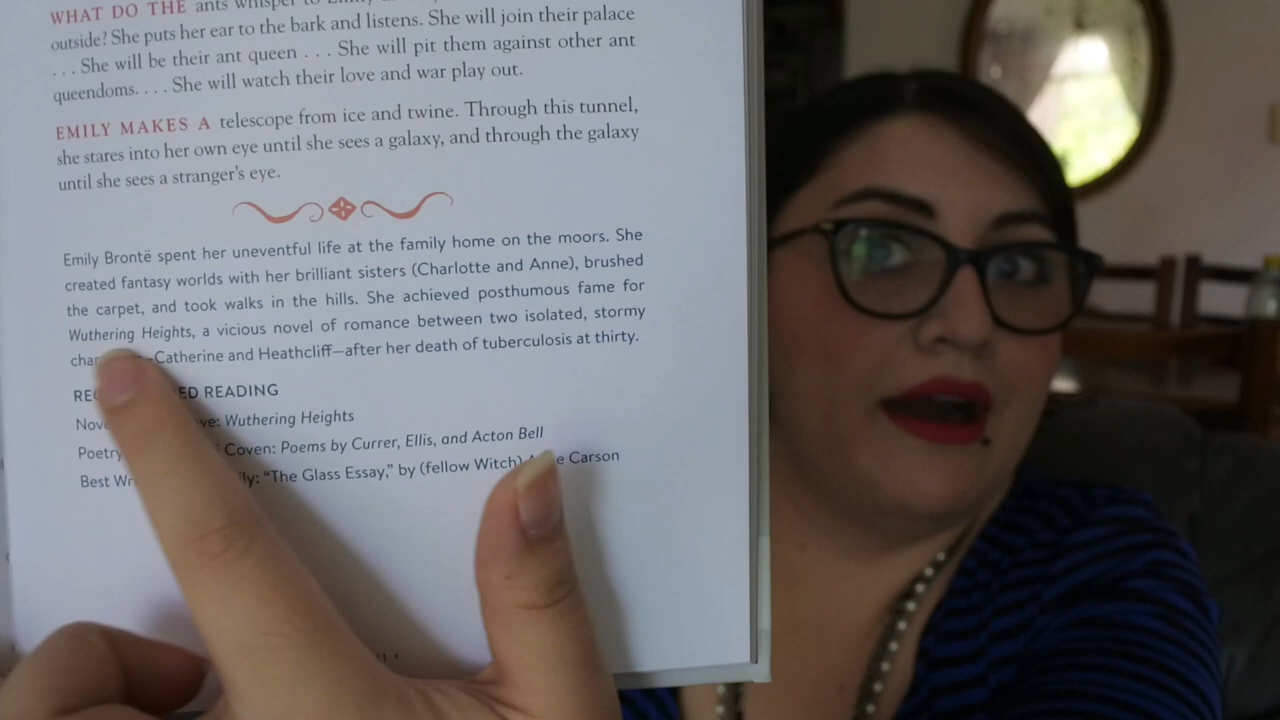 WHAT DO THE ants whisper to Emily
outside? She puts her ear to the bark and listens. She will join their palace
. . . She will be their ant queen . . . She will pit them against other ant
queendoms. . . . She will watch their love and war play out.
EMILY MAKES A telescope from ice and twine. Through this tunnel,
she stares into her own eye until she sees a galaxy, and through the galaxy
until she sees a stranger's eye.
Emily Brontë spent her uneventful life at the family home on the moors. She
created fantasy worlds with her brilliant sisters (Charlotte and Anne), brushed
the carpet, and took walks in the hills. She achieved posthumous fame for
Wuthering Heights, a vicious novel of romance between two isolated, stormy
—Catherine and Heathcliff—after her death of tuberculosis at thirty.
READING
Wuthering Heights
Poetry Coven: Poems by Currer, Ellis, and Acton Bell
Best "The Glass Essay," by (fellow Witch) Carson